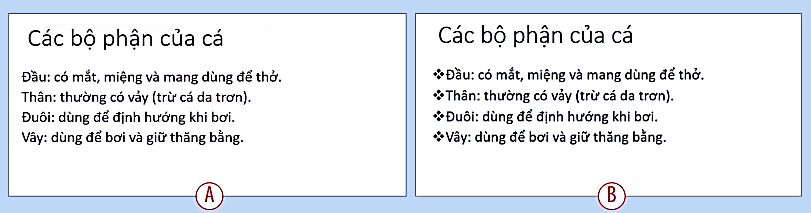 Các bộ phận của cá
Đầu: có mắt, miệng và mang dùng để thở.
Thân: thường có vảy (trừ cá da trơn).
Đuôi: dùng để định hướng khi bơi.
Vây: dùng để bơi và giữ thăng bằng.
A
Các bộ phận của cá
❖Đầu: có mắt, miệng và mang dùng để thở.
❖Thân: thường có vảy (trừ cá da trơn).
❖Đuôi: dùng để định hướng khi bơi.
❖Vây: dùng để bơi và giữ thăng bằng.
B